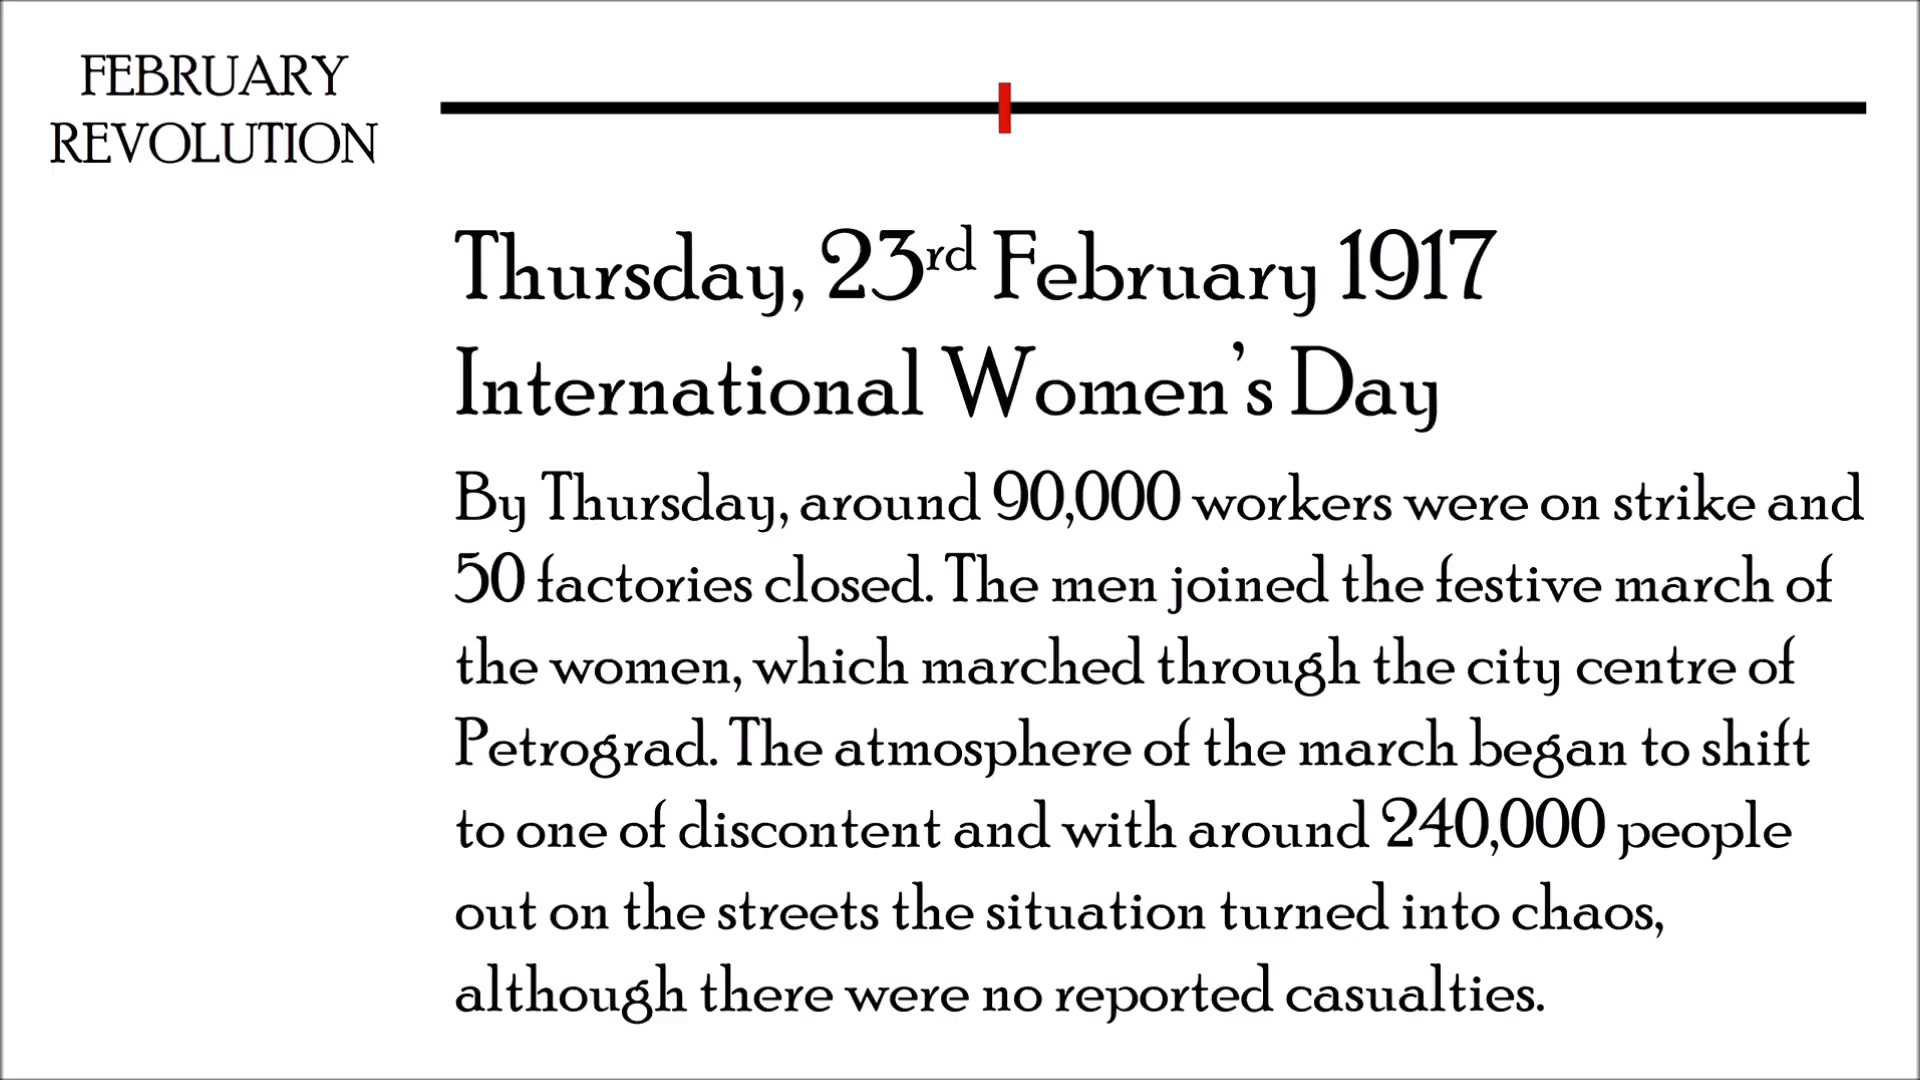 FEBRUARY
REVOLUTION
Thursday, 23rd February 1917
International Women's Day
By Thursday, around 90,000 workers were on strike and
50 factories closed. The men joined the festive march of
the women, which marched through the city centre of
Petrograd. The atmosphere of the march began to shift
to one of discontent and with around 240,000 people
out on the streets the situation turned into chaos,
although there were no reported casualties.